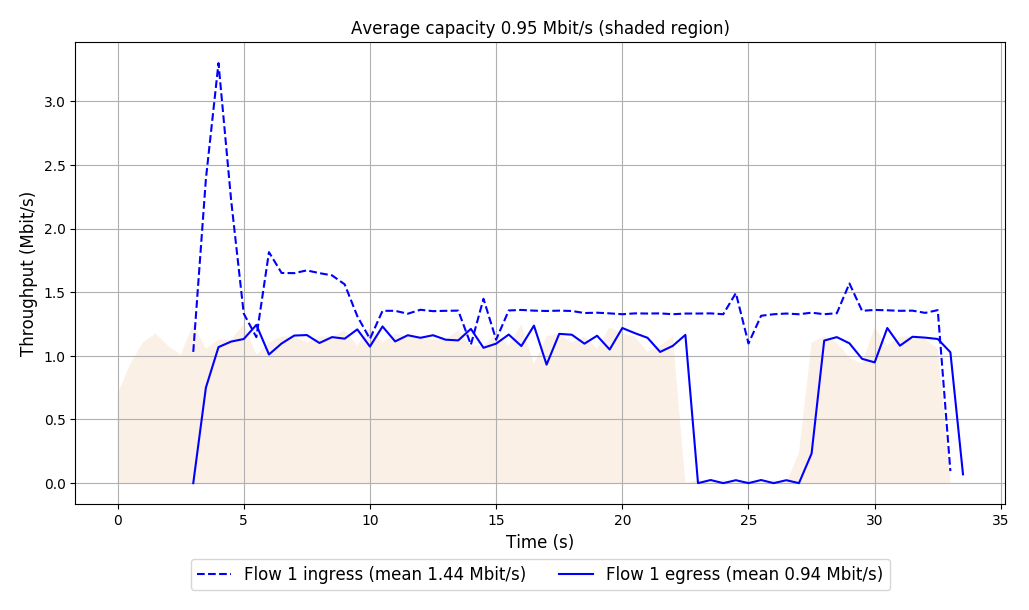 Average capacity 0.95 Mbit/s (shaded region)
Throughput (Mbit/s)
3.0
2.5
2.0
1.5
1.0
0.5
0.0
0 5 10 15 20 25 30 35
Time (s)
Flow 1 ingress (mean 1.44 Mbit/s) Flow 1 egress (mean 0.94 Mbit/s)